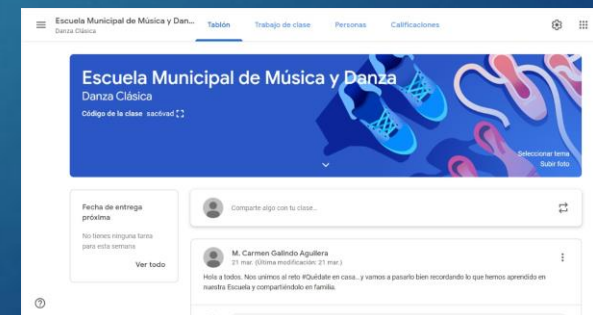 Escuela Municipal de Música y Dan...
Danza Clásica
Tablón
Trabajo de clase
Personas
Calificaciones
Escuela Municipal de Música y Danza
Danza Clásica
Código de la clase sactivad
Seleccionar tema
Subir foto
Fecha de entrega
próxima
No tienes ninguna tarea
para esta semana
Ver todo
Comparte algo con tu clase...
M. Carmen Galindo Aguilera
21 mar. (Última modificación: 21 mar.)
Hola a todos. Nos unimos al reto #Quédate en casa...y vamos a pasarlo bien recordando lo que hemos aprendido en
nuestra Escuela y compartiéndolo en familia.